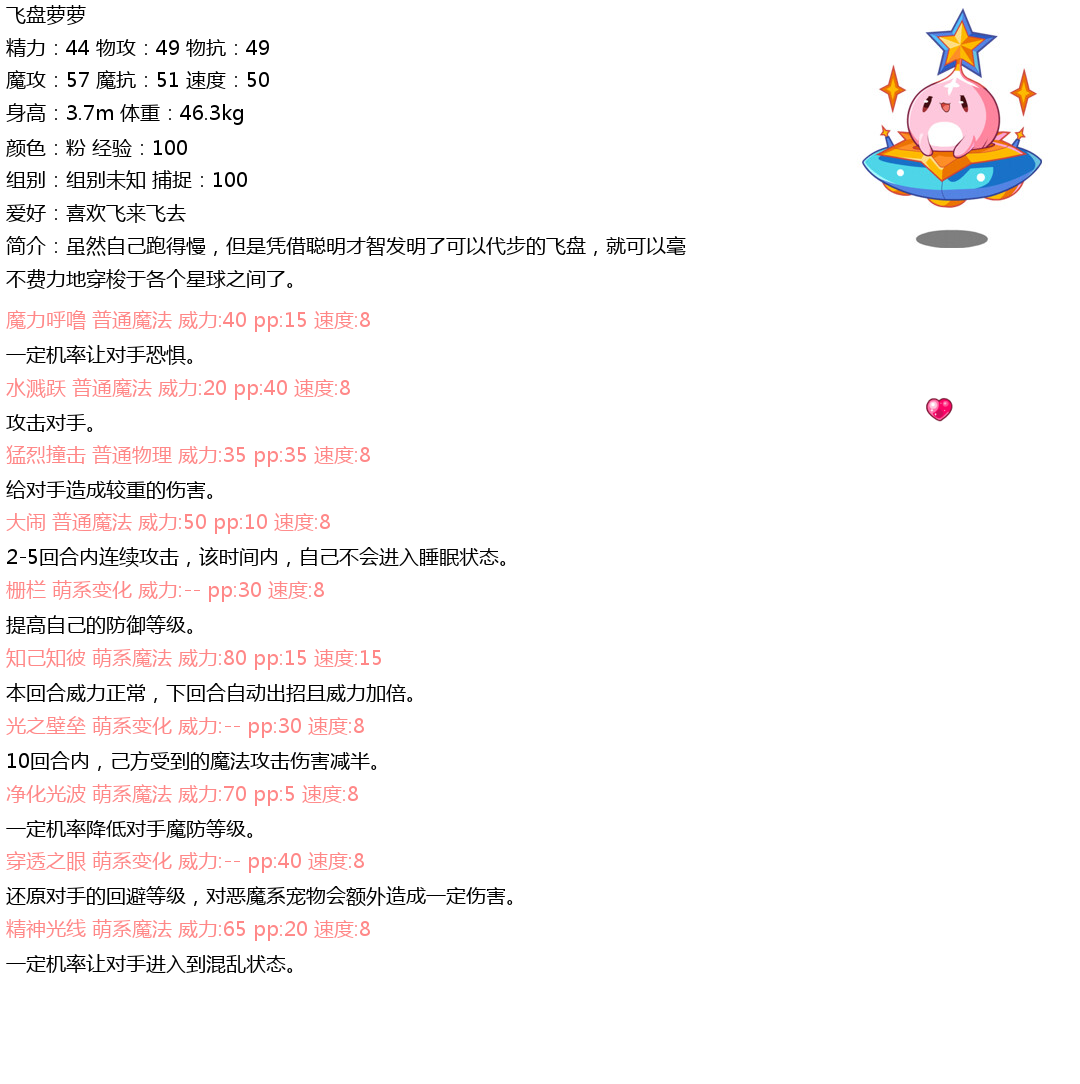 飞盘萝萝
精力：44 物攻：49 物抗：49
魔攻：57 魔抗：51 速度：50
身高：3.7m 体重：46.3kg
颜色：粉 经验：100
组别：组别未知 捕捉：100
爱好：喜欢飞来飞去
简介：虽然自己跑得慢，但是凭借聪明才智发明了可以代步的飞盘，就可以毫
不费力地穿梭于各个星球之间了。
魔力呼噜 普通魔法 威力:40 pp:15 速度:8
一定机率让对手恐惧。
水溅跃 普通魔法 威力:20 pp:40 速度:8
攻击对手。
猛烈撞击 普通物理 威力:35 pp:35 速度:8
给对手造成较重的伤害。
大闹 普通魔法 威力:50 pp:10 速度:8
2-5回合内连续攻击，该时间内，自己不会进入睡眠状态。
栅栏 萌系变化 威力:-- pp:30 速度:8
提高自己的防御等级。
知己知彼 萌系魔法 威力:80 pp:15 速度:15
本回合威力正常，下回合自动出招且威力加倍。
光之壁垒 萌系变化 威力:-- pp:30 速度:8
10回合内，己方受到的魔法攻击伤害减半。
净化光波 萌系魔法 威力:70 pp:5 速度:8
一定机率降低对手魔防等级。
穿透之眼 萌系变化 威力:-- pp:40 速度:8
还原对手的回避等级，对恶魔系宠物会额外造成一定伤害。
精神光线 萌系魔法 威力:65 pp:20 速度:8
一定机率让对手进入到混乱状态。